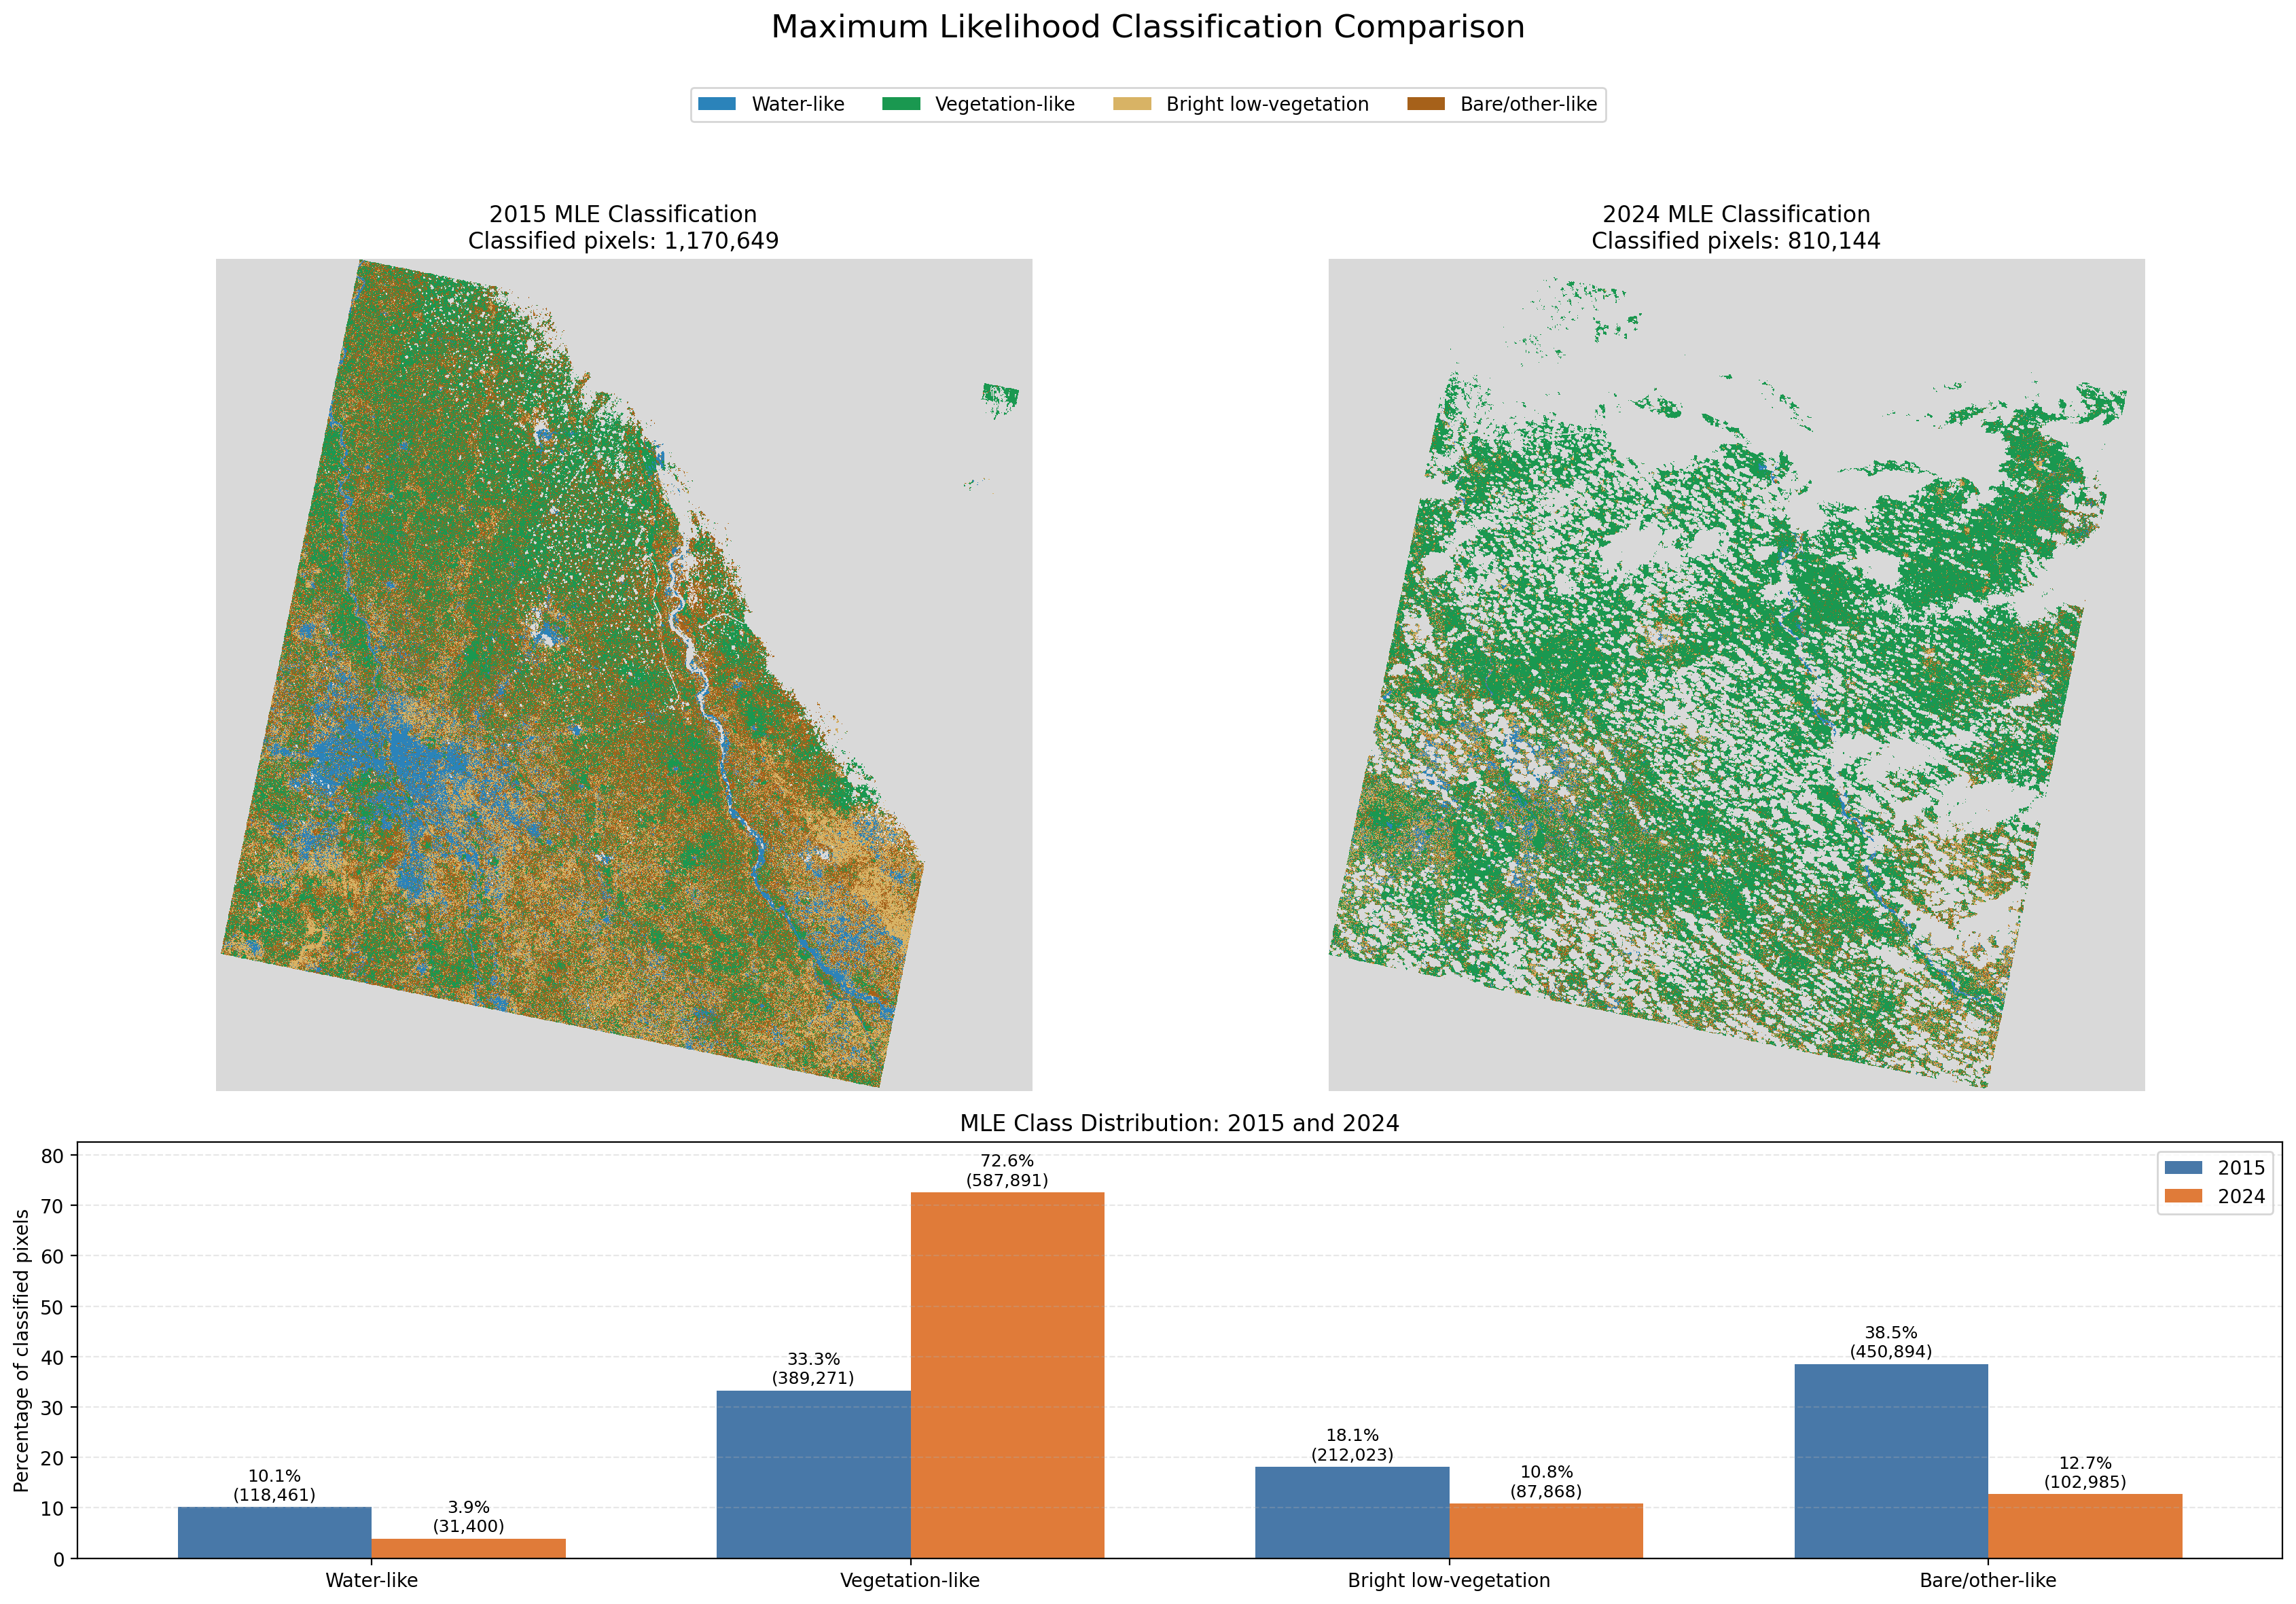 Maximum Likelihood Classification Comparison
Water-like Vegetation-like Bright low-vegetation Bare/other-like
2015 MLE Classification
Classified pixels: 1,170,649
2024 MLE Classification
Classified pixels: 810,144
MLE Class Distribution: 2015 and 2024
Percentage of classified pixels
80
70
60
50
40
30
20
10
0
10.1%
(118,461)
3.9%
(31,400)
33.3%
(389,271)
72.6%
(587,891)
18.1%
(212,023)
10.8%
(87,868)
38.5%
(450,894)
12.7%
(102,985)
2015
2024
Water-like
Vegetation-like
Bright low-vegetation
Bare/other-like